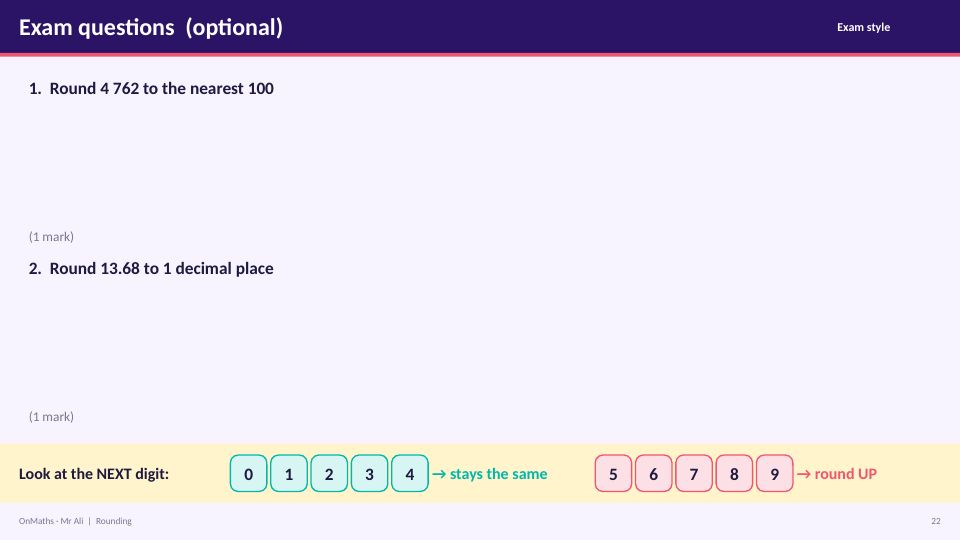 Exam questions (optional)
Exam style
1. Round 4 762 to the nearest 100
(1 mark)
2. Round 13.68 to 1 decimal place
(1 mark)
Look at the NEXT digit: 0 1 2 3 4 → stays the same 5 6 7 8 9 → round UP
OnMaths - Mr Ali | Rounding
22